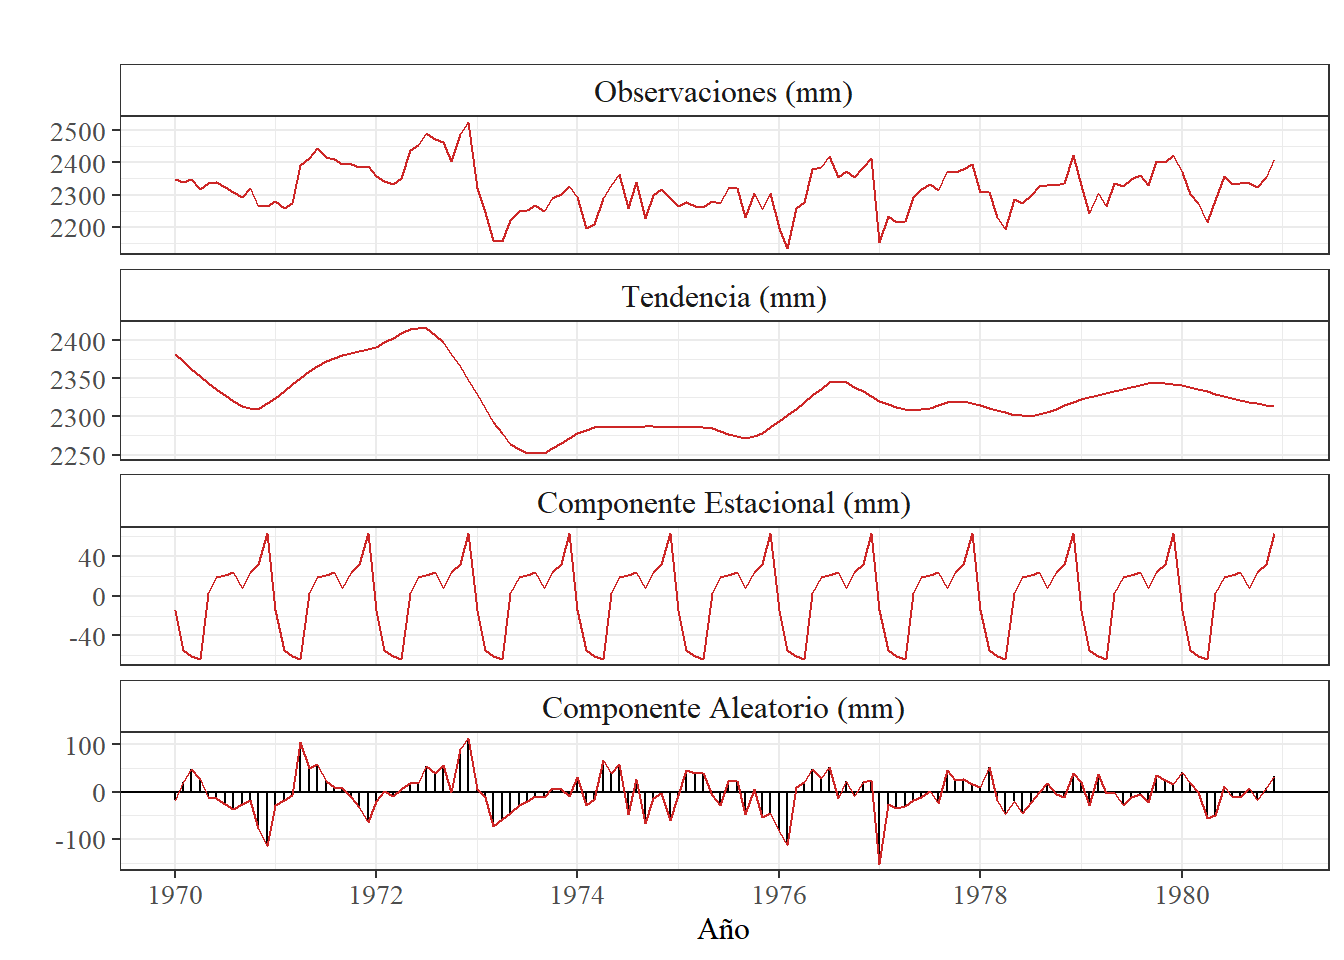 Observaciones (mm)
2500
2400
2300
2200
Tendencia (mm)
2400
2350
2300
2250
Componente Estacional (mm)
40
0
-40
Componente Aleatorio (mm)
100
0
-100
1970 1972 1974 1976 1978 1980
Año